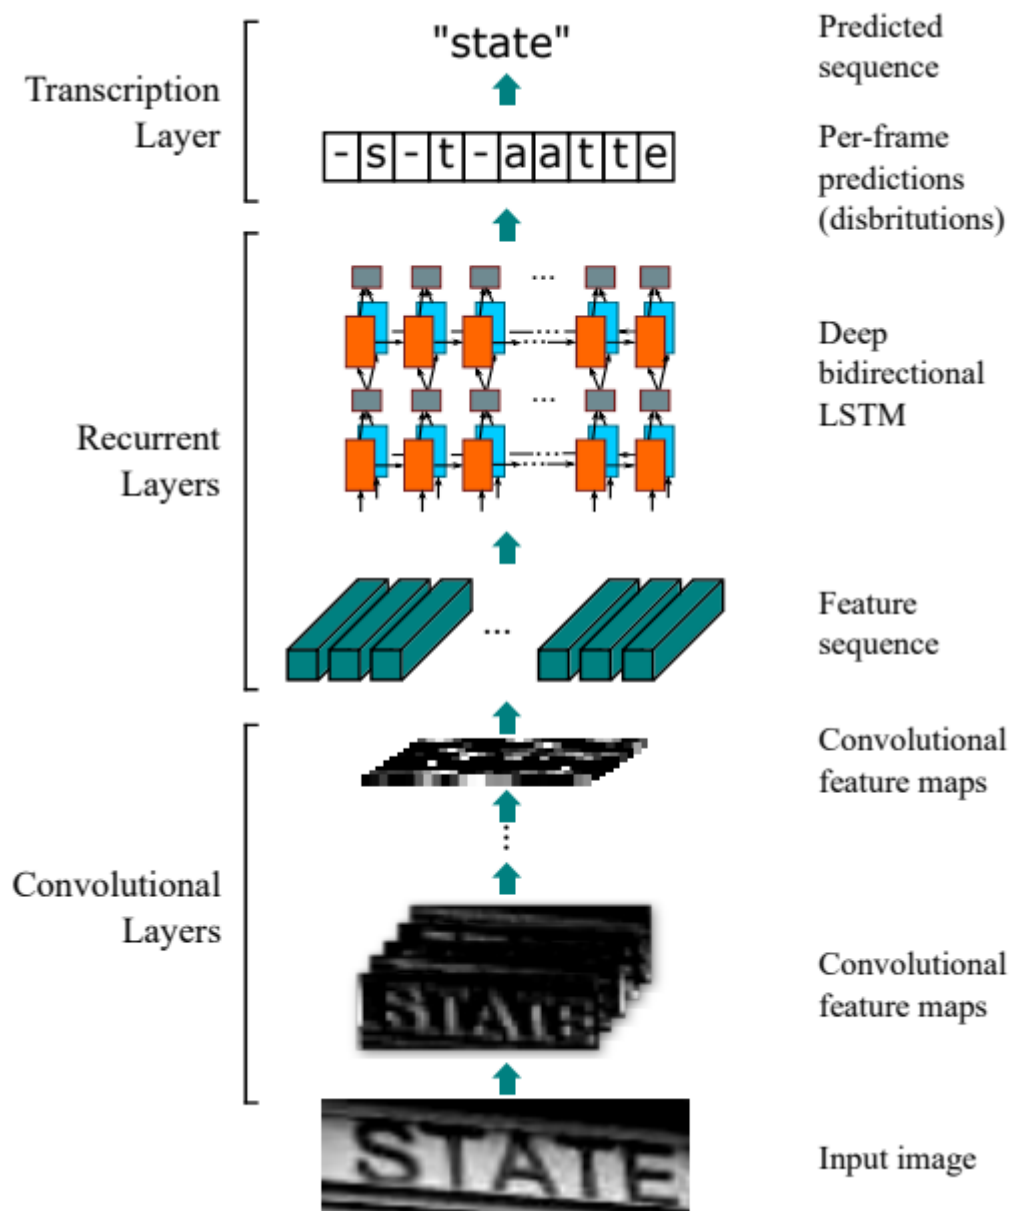 "state"
Predicted
sequence
Transcription
Layer
-s-t-aatte
Per-frame
predictions
(disbritutions)
...
Deep
bidirectional
LSTM
...
Recurrent
Layers
...
Feature
sequence
Convolutional
feature maps
Convolutional
Layers
STATE
Convolutional
feature maps
STATE
Input image